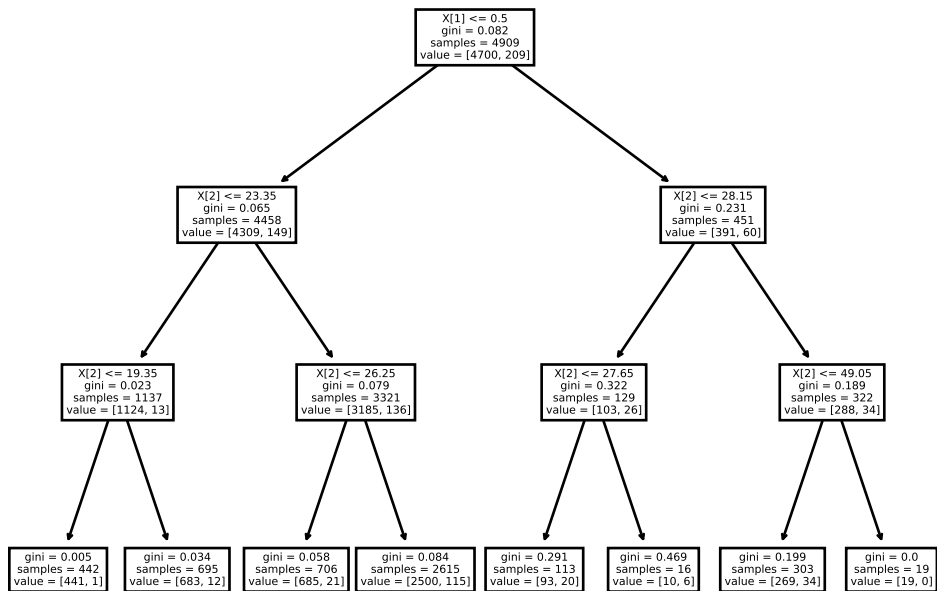 X[1] <= 0.5
gini = 0.082
samples = 4909
value = [4700, 209]
X[2] <= 23.35
gini = 0.065
samples = 4458
value = [4309, 149]
X[2] <= 28.15
gini = 0.231
samples = 451
value = [391, 60]
X[2] <= 19.35
gini = 0.023
samples = 1137
value = [1124, 13]
X[2] <= 26.25
gini = 0.079
samples = 3321
value = [3185, 136]
X[2] <= 27.65
gini = 0.322
samples = 129
value = [103, 26]
X[2] <= 49.05
gini = 0.189
samples = 322
value = [288, 34]
gini = 0.005
samples = 442
value = [441, 1]
gini = 0.034
samples = 695
value = [683, 12]
gini = 0.058
samples = 706
value = [685, 21]
gini = 0.084
samples = 2615
value = [2500, 115]
gini = 0.291
samples = 113
value = [93, 20]
gini = 0.469
samples = 16
value = [10, 6]
gini = 0.199
samples = 303
value = [269, 34]
gini = 0.0
samples = 19
value = [19, 0]